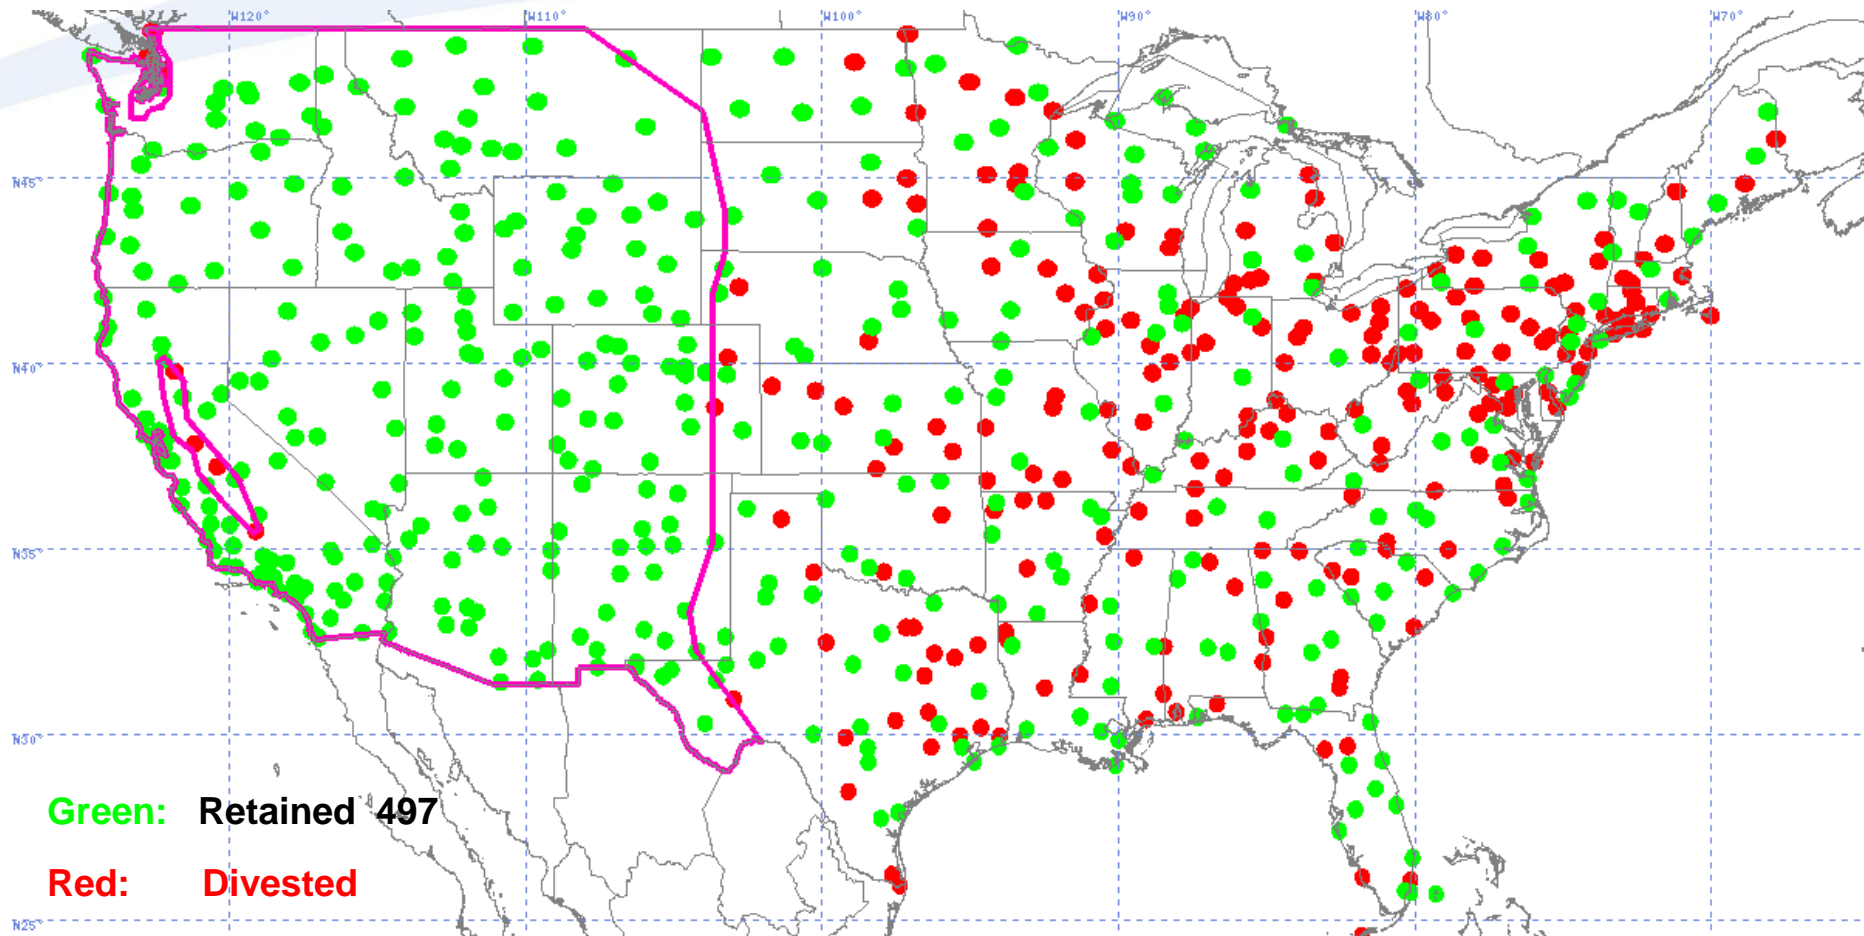 W120° W110° W100° W90° W80° W70°
N45°
N40°
N35°
N30°
Green: Retained 497
Red: Divested
N25°